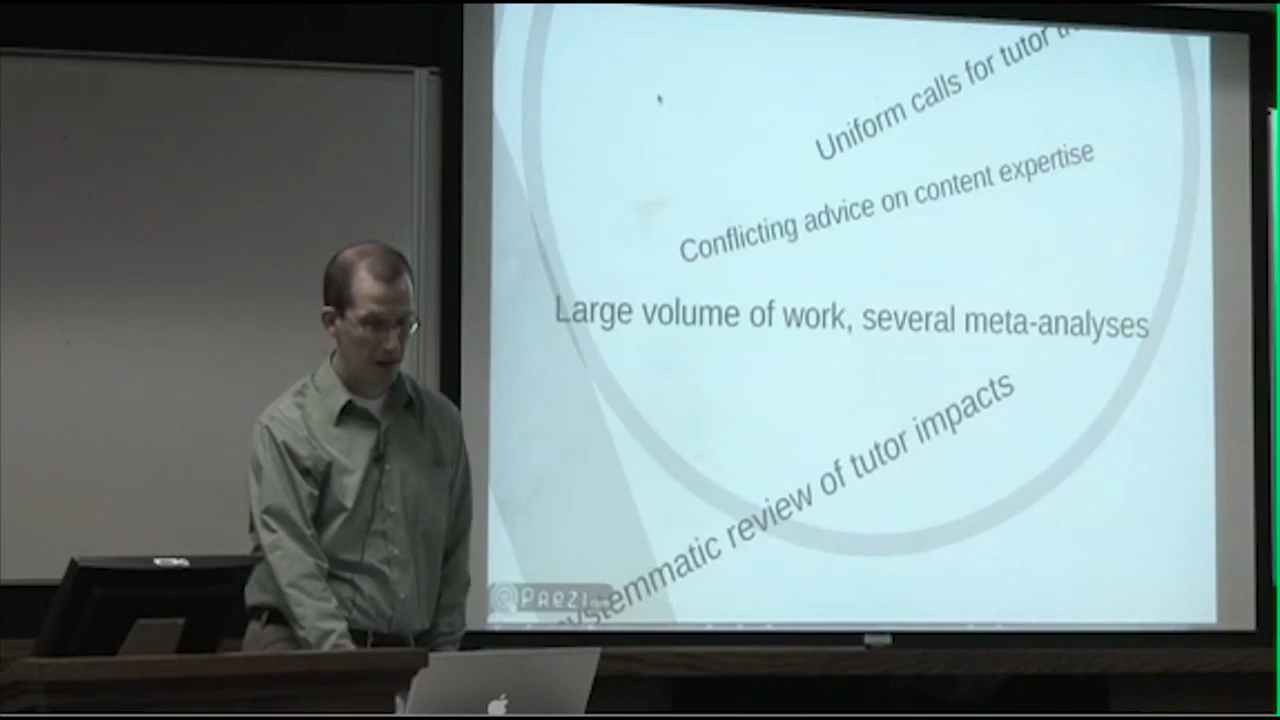 Uniform calls for tutor
Conflicting advice on content expertise
Large volume of work, several meta-analyses
systemmatic review of tutor impacts
Prezi